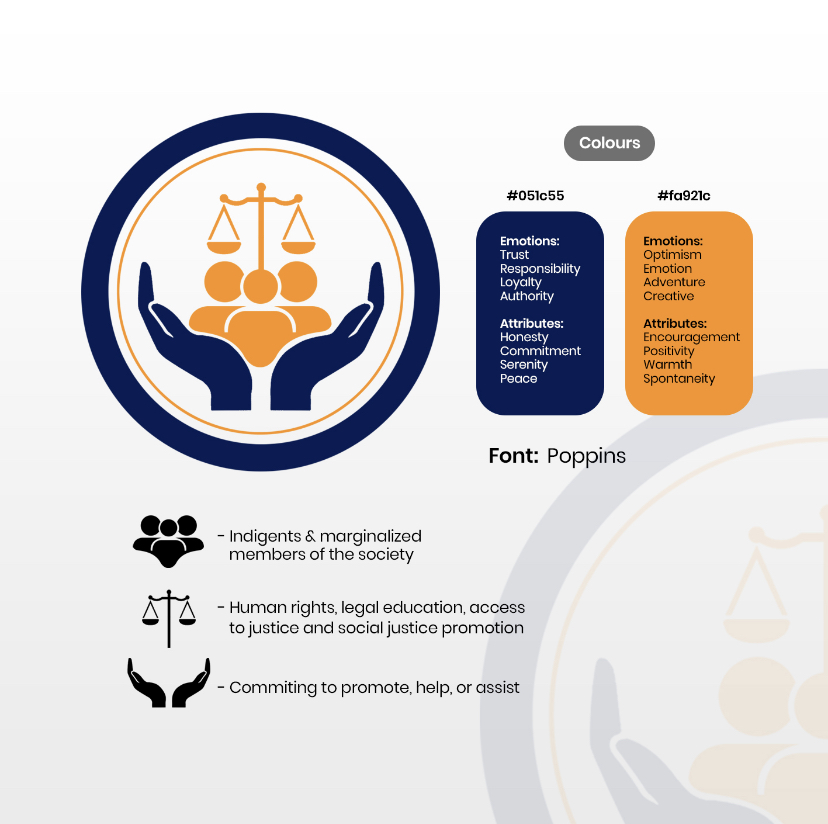 Colours
#051c55
#fa921c
Emotions:
Trust
Responsibility
Loyalty
Authority
Attributes:
Honesty
Commitment
Serenity
Peace
Emotions:
Optimism
Emotion
Adventure
Creative
Attributes:
Encouragement
Positivity
Warmth
Spontaneity
Font: Poppins
- Indigents & marginalized
members of the society
- Human rights, legal education, access
to justice and social justice promotion
- Commiting to promote, help, or assist